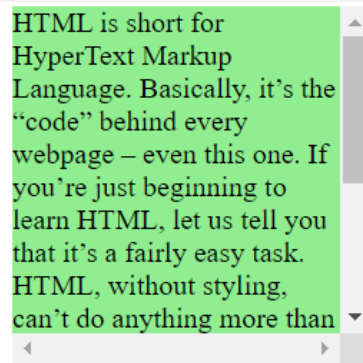 HTML is short for
HyperText Markup
Language. Basically, it’s the
“code” behind every
webpage – even this one. If
you’re just beginning to
learn HTML, let us tell you
that it’s a fairly easy task.
HTML, without styling,
can’t do anything more than